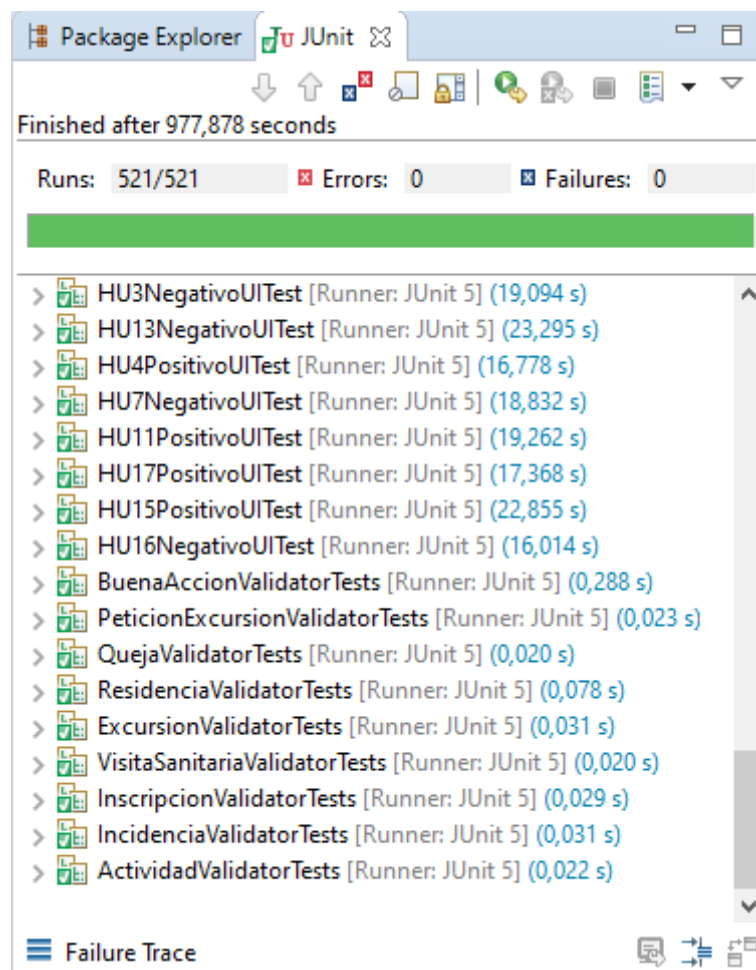 Package Explorer JUnit
Finished after 977,878 seconds
Runs: 521/521 Errors: 0 Failures: 0
HU3NegativoUITest [Runner: JUnit 5] (19,094 s)
HU13NegativoUITest [Runner: JUnit 5] (23,295 s)
HU4PositivoUITest [Runner: JUnit 5] (16,778 s)
HU7NegativoUITest [Runner: JUnit 5] (18,832 s)
HU11PositivoUITest [Runner: JUnit 5] (19,262 s)
HU17PositivoUITest [Runner: JUnit 5] (17,368 s)
HU15PositivoUITest [Runner: JUnit 5] (22,855 s)
HU16NegativoUITest [Runner: JUnit 5] (16,014 s)
BuenaAccionValidatorTests [Runner: JUnit 5] (0,288 s)
PeticionExcursionValidatorTests [Runner: JUnit 5] (0,023 s)
QuejaValidatorTests [Runner: JUnit 5] (0,020 s)
ResidenciaValidatorTests [Runner: JUnit 5] (0,078 s)
ExcursionValidatorTests [Runner: JUnit 5] (0,031 s)
VisitaSanitariaValidatorTests [Runner: JUnit 5] (0,020 s)
InscripcionValidatorTests [Runner: JUnit 5] (0,029 s)
IncidenciaValidatorTests [Runner: JUnit 5] (0,031 s)
ActividadValidatorTests [Runner: JUnit 5] (0,022 s)
Failure Trace